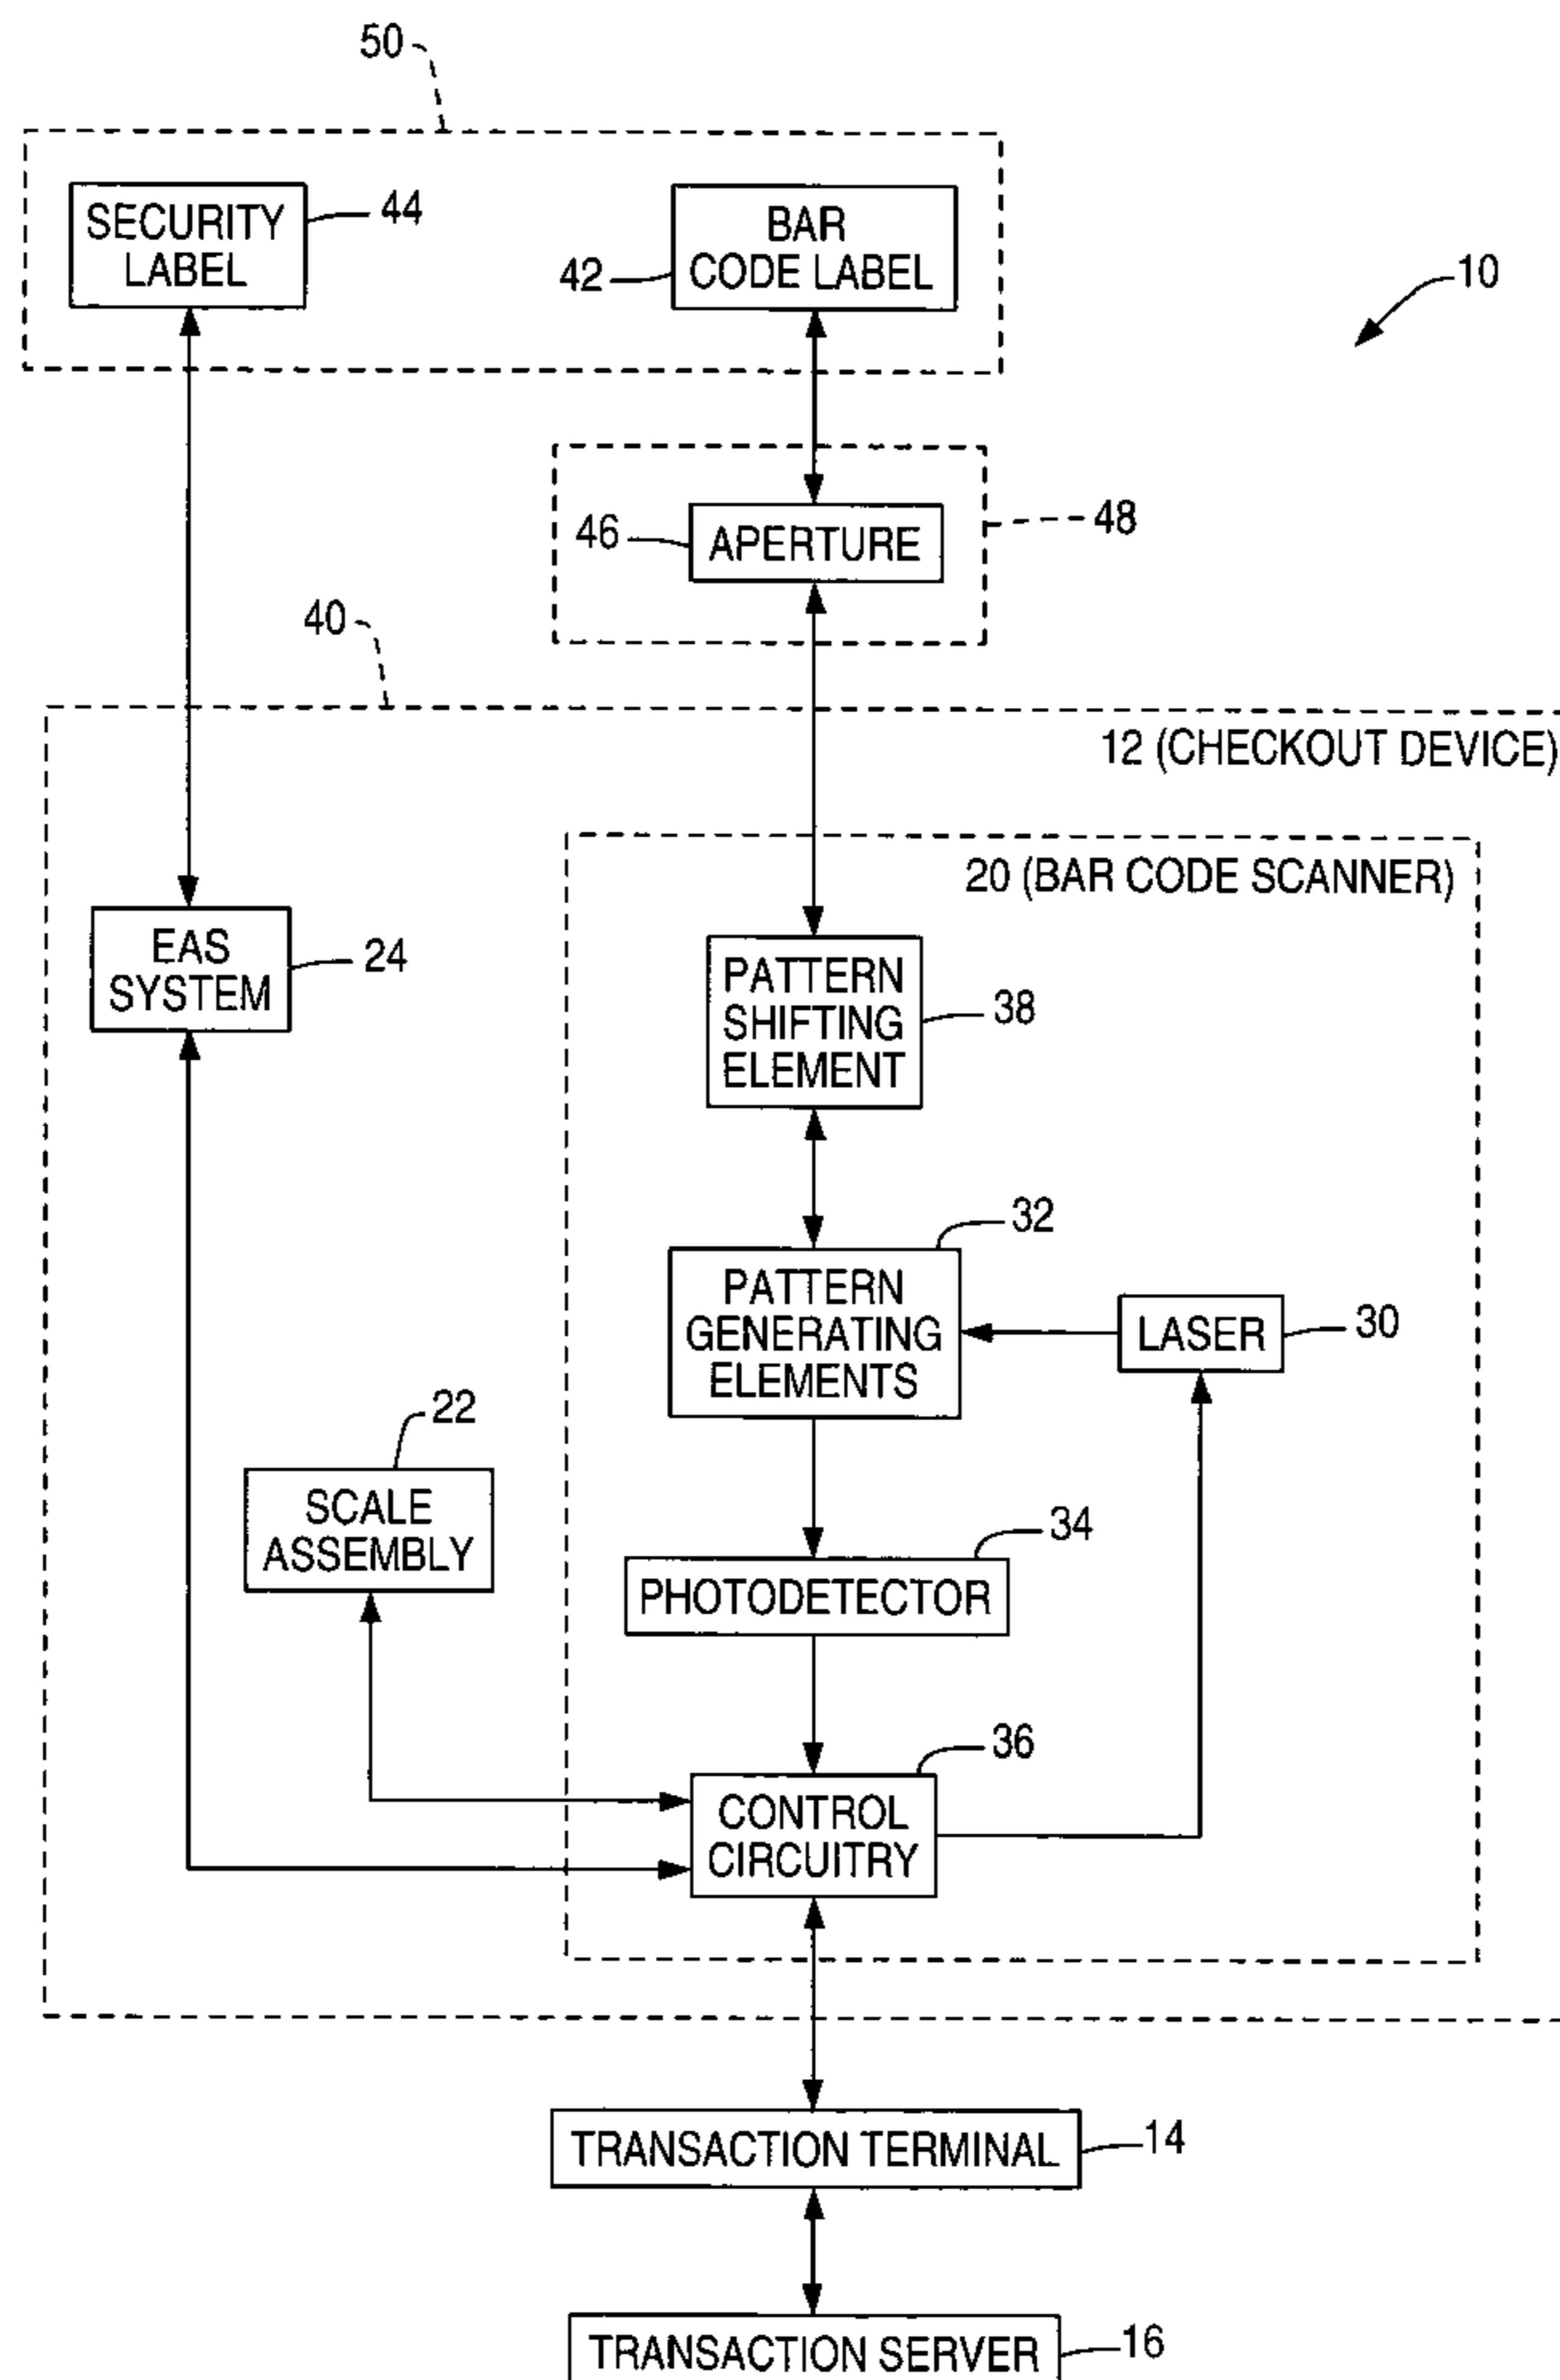 50
SECURITY
LABEL
44
BAR
CODE LABEL
42
10
46
APERTURE
48
40
12 (CHECKOUT DEVICE)
20 (BAR CODE SCANNER)
EAS
SYSTEM
24
PATTERN
SHIFTING
ELEMENT
38
32
PATTERN
GENERATING
ELEMENTS
LASER
30
22
SCALE
ASSEMBLY
34
PHOTODETECTOR
36
CONTROL
CIRCUITRY
TRANSACTION TERMINAL
14
TRANSACTION SERVER
16